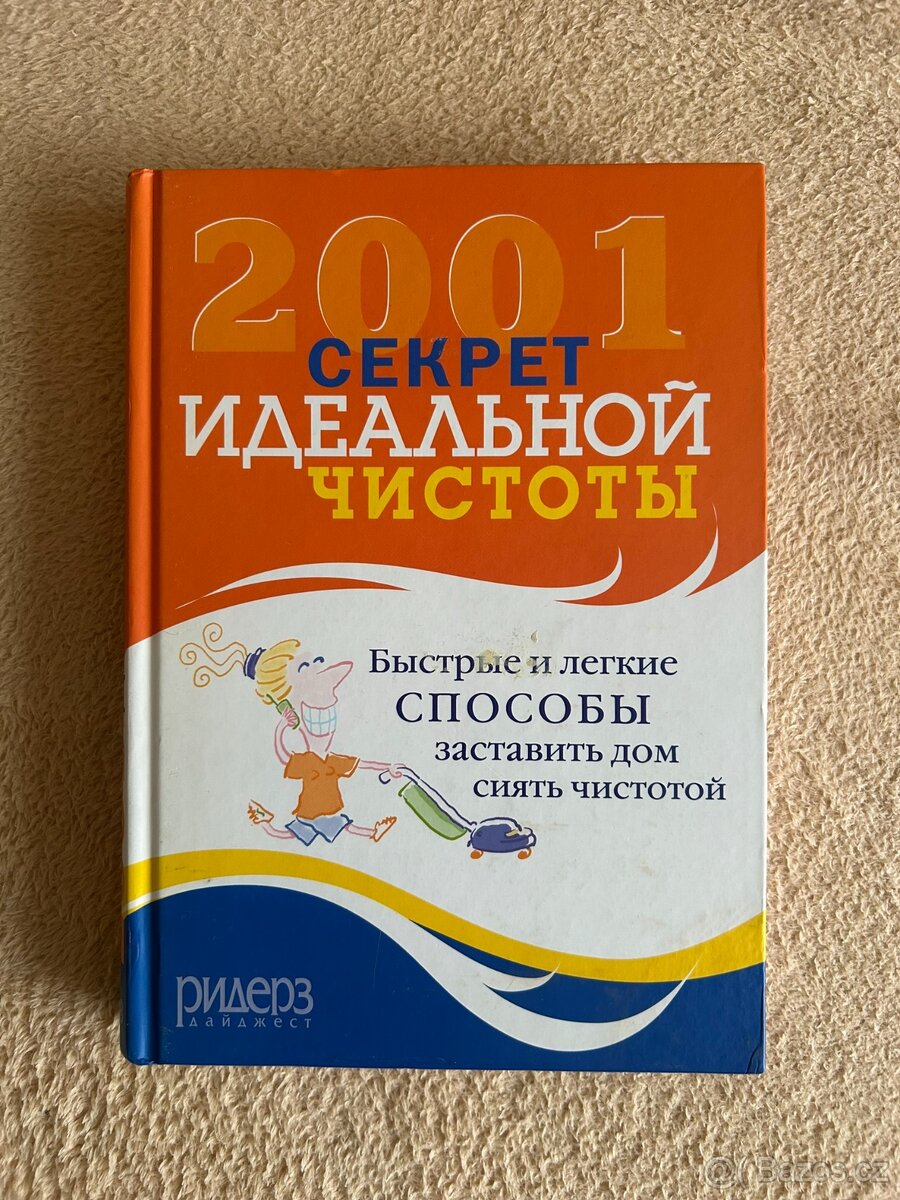 2001
СЕКРЕТ
ИДЕАЛЬНОЙ
ЧИСТОТЫ
Быстрые и легкие
СПОСОБЫ
заставить дом
сиять чистотой
Ридерз
дайджест
Bazos.cz